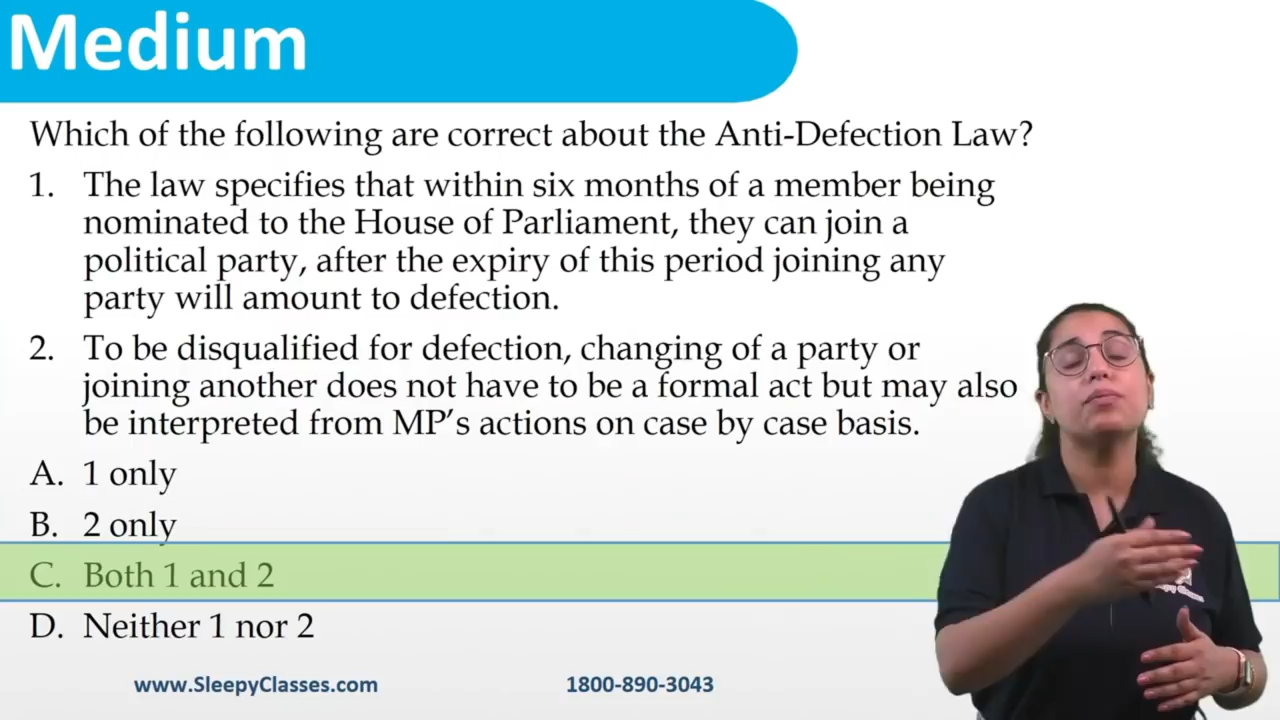 Medium
Which of the following are correct about the Anti-Defection Law?
1. The law specifies that within six months of a member being
nominated to the House of Parliament, they can join a
political party, after the expiry of this period joining any
party will amount to defection.
2. To be disqualified for defection, changing of a party or
joining another does not have to be a formal act but may also
be interpreted from MP’s actions on case by case basis.
A. 1 only
B. 2 only
C. Both 1 and 2
D. Neither 1 nor 2
www.SleepyClasses.com 1800-890-3043